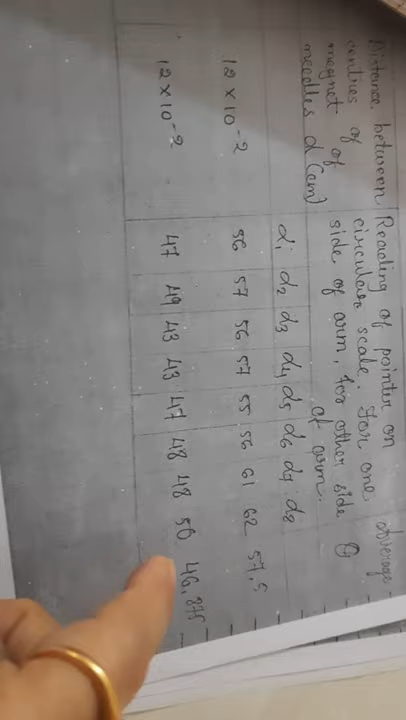 Distance between
centres of
megnet of
needles d (cm)
Reading of pointer on
circular scale for one
side of arm, for other side
of arm.
average
θ
d1 d2 d3 d4 d5 d6 d7 d8
12 × 10⁻² 56 57 56 57 55 56 61 62 57.5
12 × 10⁻² 47 49 43 43 47 48 48 50 46.875